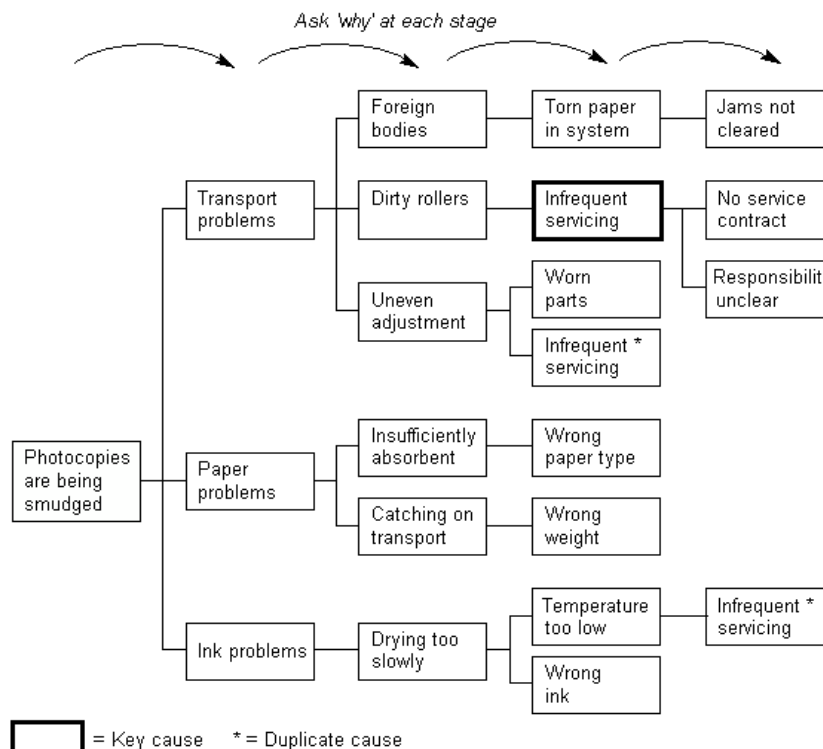 Ask 'why' at each stage
Foreign
bodies
Torn paper
in system
Jams not
cleared
Transport
problems
Dirty rollers
Infrequent
servicing
No service
contract
Uneven
adjustment
Worn
parts
Responsibilit
unclear
Infrequent *
servicing
Photocopies
are being
smudged
Paper
problems
Insufficiently
absorbent
Wrong
paper type
Catching on
transport
Wrong
weight
Ink problems
Drying too
slowly
Temperature
too low
Infrequent *
servicing
Wrong
ink
= Key cause * = Duplicate cause